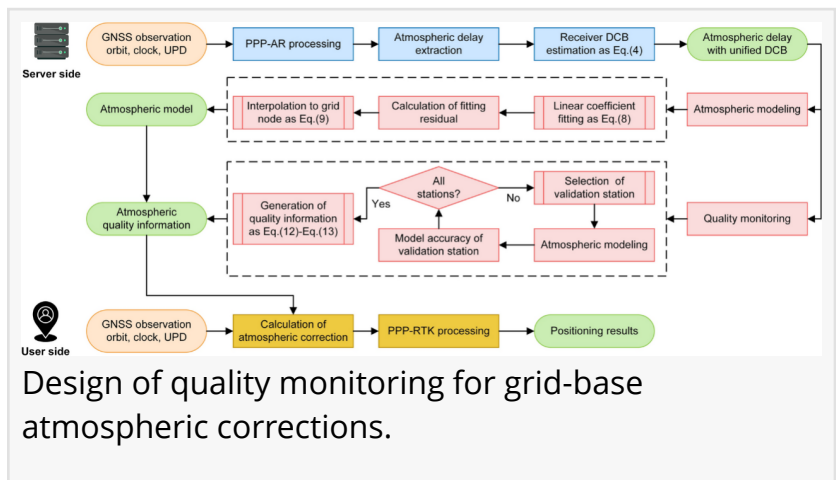 GNSS observation
orbit, clock, UPD
PPP-AR processing
Atmospheric delay
extraction
Receiver DCB
estimation as Eq.(4)
Atmospheric delay
with unified DCB
Server side
Atmospheric model
Interpolation to grid
node as Eq.(9)
Calculation of fitting
residual
Linear coefficient
fitting as Eq.(8)
Atmospheric modeling
All
stations?
Yes
No
Selection of
validation station
Atmospheric
quality information
Generation of
quality information
as Eq.(12)-Eq.(13)
Model accuracy of
validation station
Atmospheric modeling
Quality monitoring
GNSS observation
orbit, clock, UPD
Calculation of
atmospheric correction
PPP-RTK processing
Positioning results
User side
Design of quality monitoring for grid-base
atmospheric corrections.